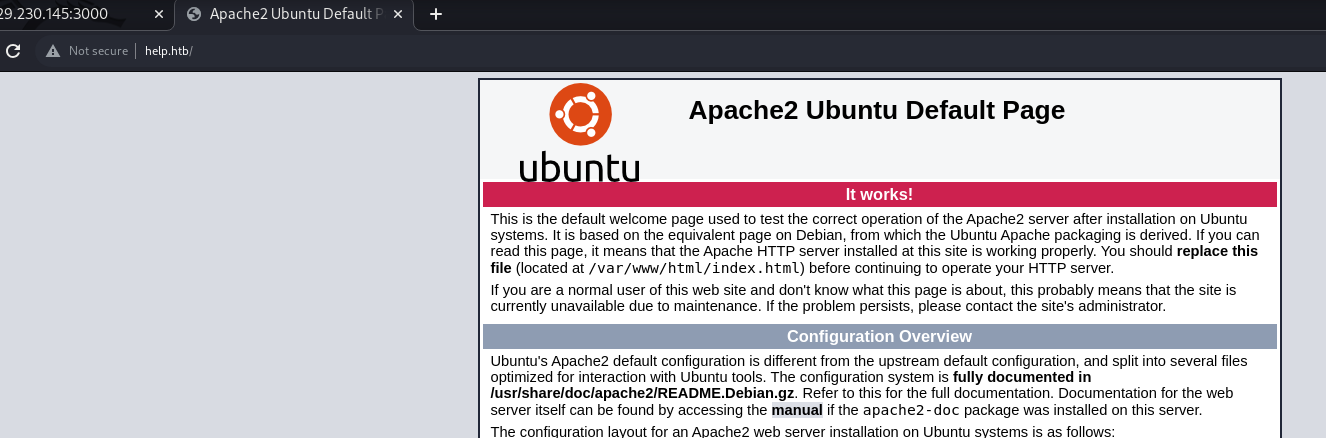 29.230.145:3000
Apache2 Ubuntu Default P
Not secure
help.htb/
ubuntu
Apache2 Ubuntu Default Page
It works!
This is the default welcome page used to test the correct operation of the Apache2 server after installation on Ubuntu
systems. It is based on the equivalent page on Debian, from which the Ubuntu Apache packaging is derived. If you can
read this page, it means that the Apache HTTP server installed at this site is working properly. You should replace this
file (located at /var/www/html/index.html) before continuing to operate your HTTP server.
If you are a normal user of this web site and don't know what this page is about, this probably means that the site is
currently unavailable due to maintenance. If the problem persists, please contact the site's administrator.
Configuration Overview
Ubuntu's Apache2 default configuration is different from the upstream default configuration, and split into several files
optimized for interaction with Ubuntu tools. The configuration system is fully documented in
/usr/share/doc/apache2/README.Debian.gz. Refer to this for the full documentation. Documentation for the web
server itself can be found by accessing the manual if the apache2-doc package was installed on this server.
The configuration layout for an Apache2 web server installation on Ubuntu systems is as follows: